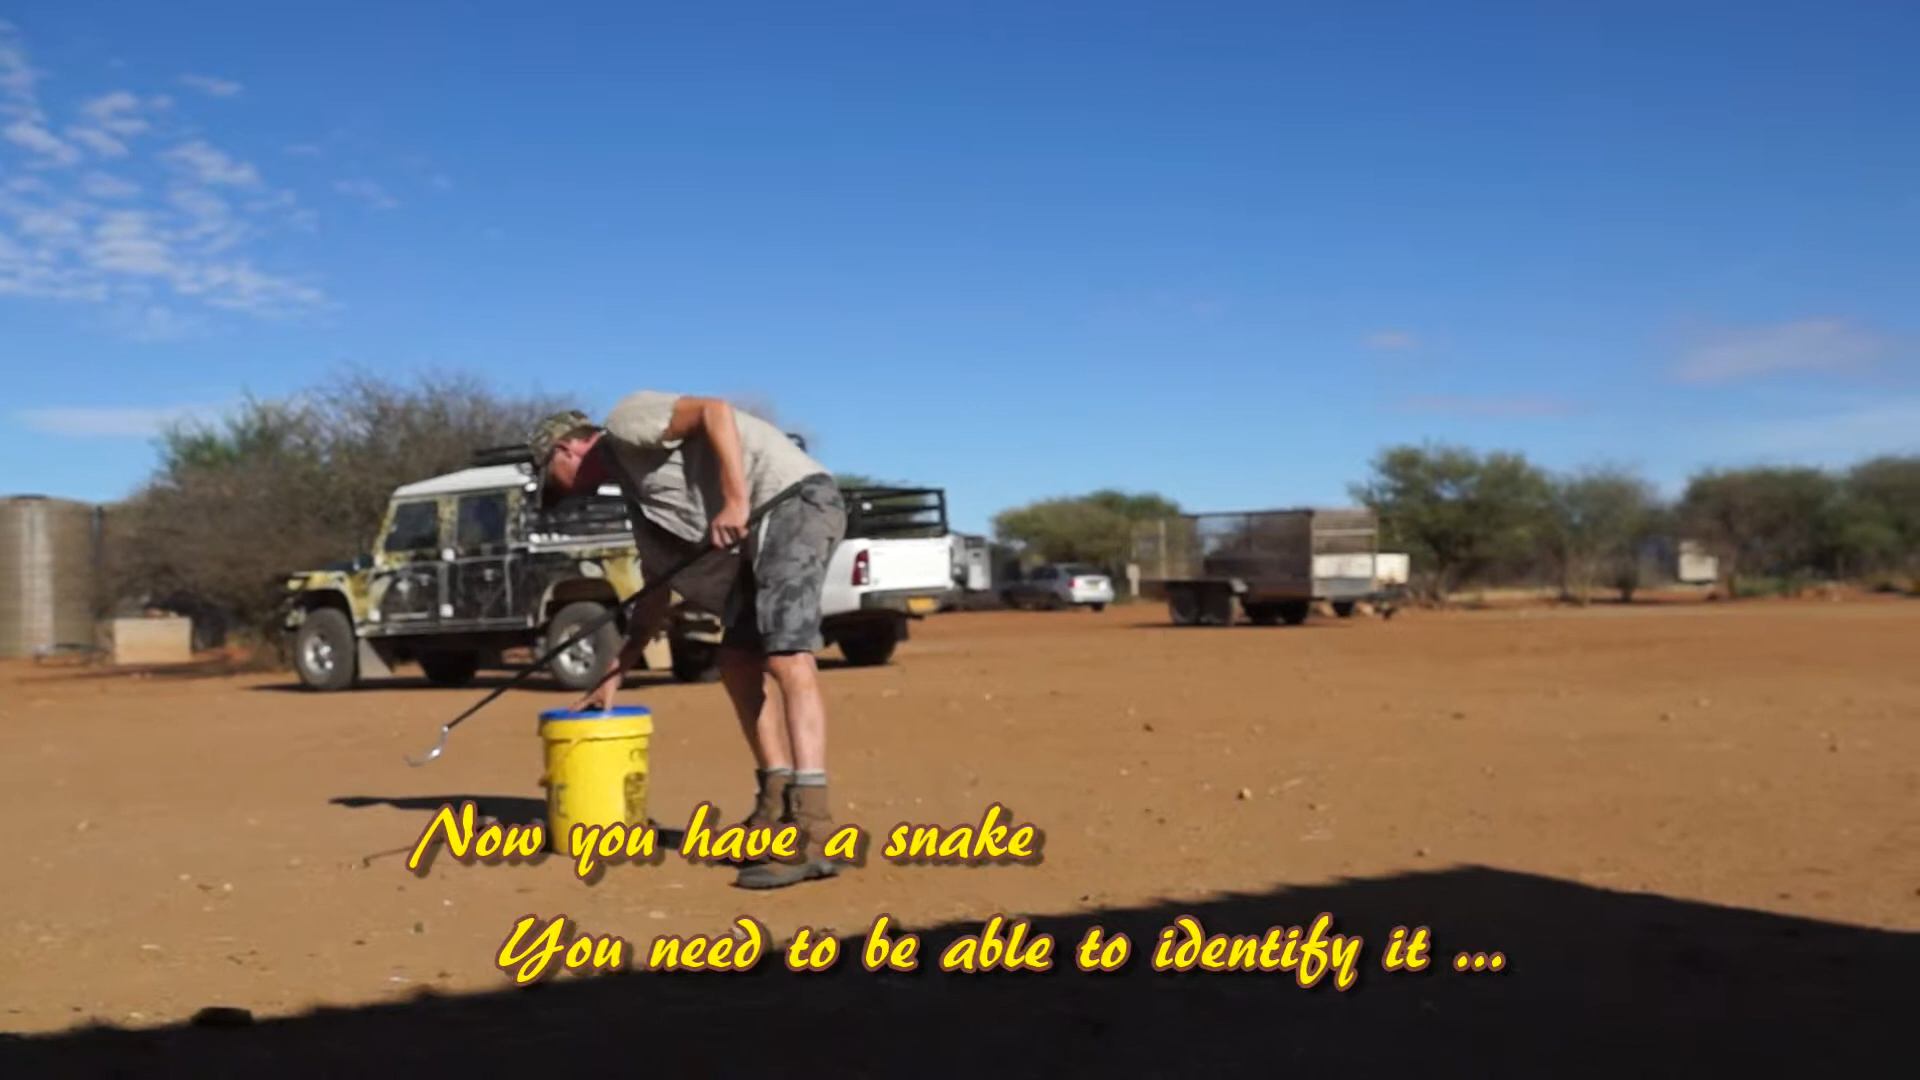 Now you have a snake
You need to be able to identify it ...